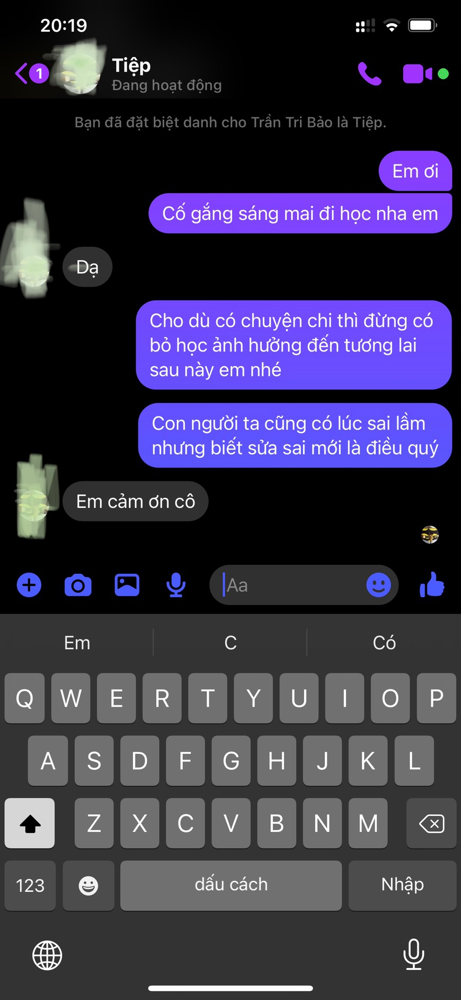 20:19
1
Tiệp
Đang hoạt động
Bạn đã đặt biệt danh cho Trần Tri Bảo là Tiệp.
Em ơi
Cố gắng sáng mai đi học nha em
Dạ
Cho dù có chuyện chi thì đừng có
bỏ học ảnh hưởng đến tương lai
sau này em nhé
Con người ta cũng có lúc sai lầm
nhưng biết sửa sai mới là điều quý
Em cảm ơn cô
Aa
Em C Có
Q W E R T Y U I O P
A S D F G H J K L
Z X C V B N M
123 dấu cách Nhập